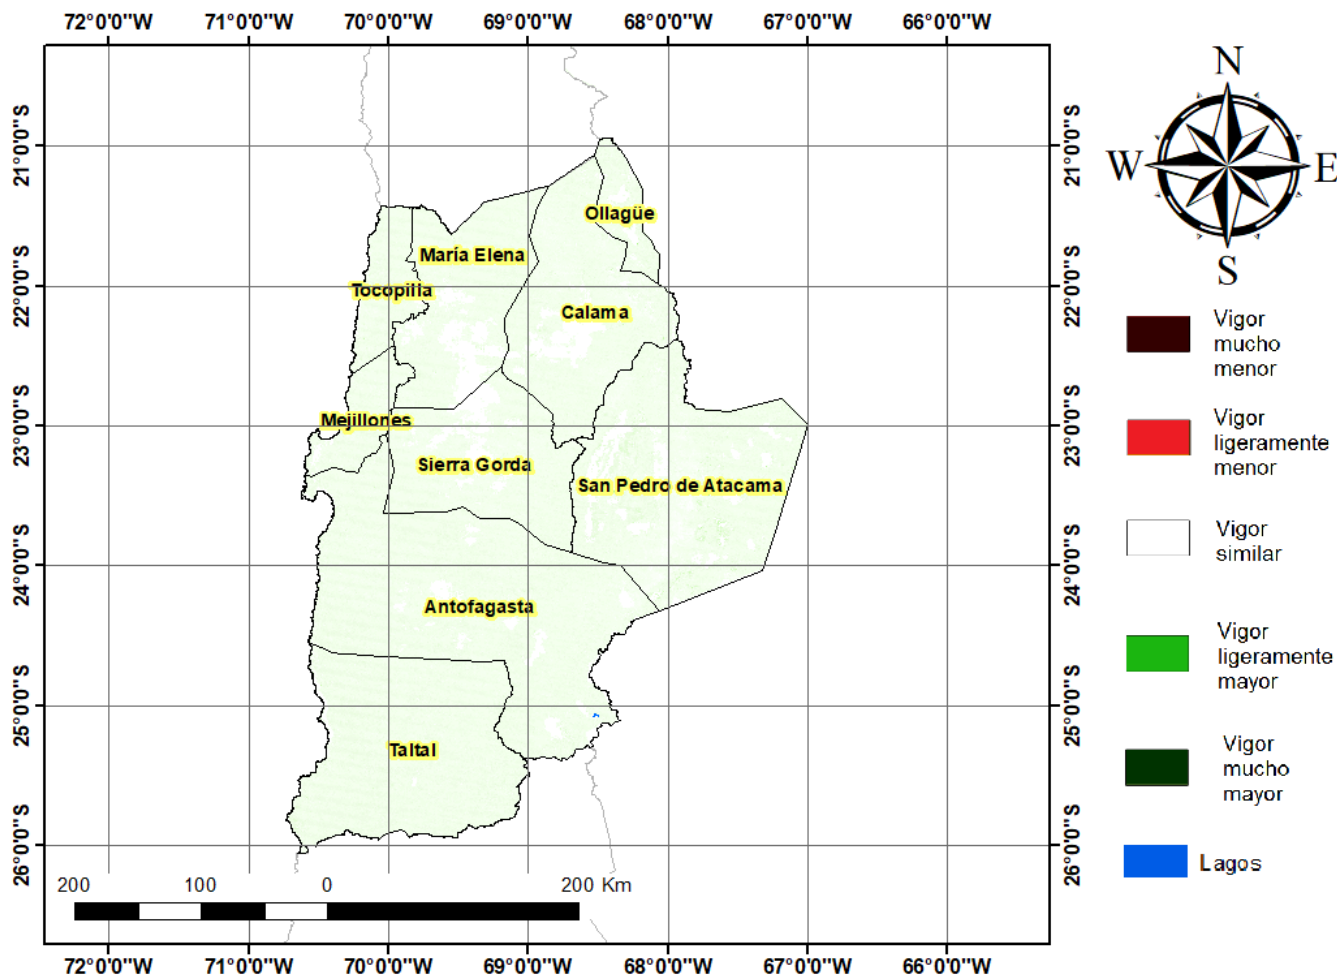 72°0'0"W 71°0'0"W 70°0'0"W 69°0'0"W 68°0'0"W 67°0'0"W 66°0'0"W
N
W E
S
21°0'0"S 21°0'0"S
22°0'0"S 22°0'0"S
23°0'0"S 23°0'0"S
24°0'0"S 24°0'0"S
25°0'0"S 25°0'0"S
26°0'0"S 26°0'0"S
Ollagüe
María Elena
Tocopilla
Calama
Mejillones
Sierra Gorda
San Pedro de Atacama
Antofagasta
Taltal
Vigor
mucho
menor
Vigor
ligeramente
menor
Vigor
similar
Vigor
ligeramente
mayor
Vigor
mucho
mayor
Lagos
200 100 0 200 Km
72°0'0"W 71°0'0"W 70°0'0"W 69°0'0"W 68°0'0"W 67°0'0"W 66°0'0"W